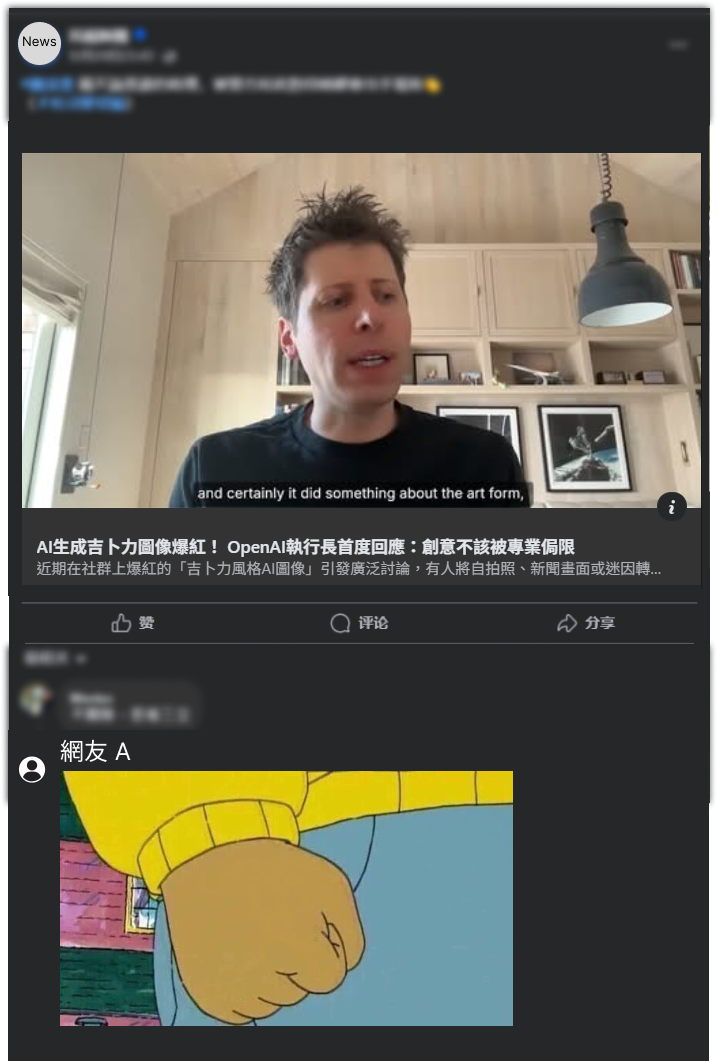 News
and certainly it did something about the art form,
AI生成吉卜力圖像爆紅！ OpenAI執行長首度回應：創意不該被專業侷限
近期在社群上爆紅的「吉卜力風格AI圖像」引發廣泛討論，有人將自拍照、新聞畫面或迷因轉...
赞
评论
分享
網友 A